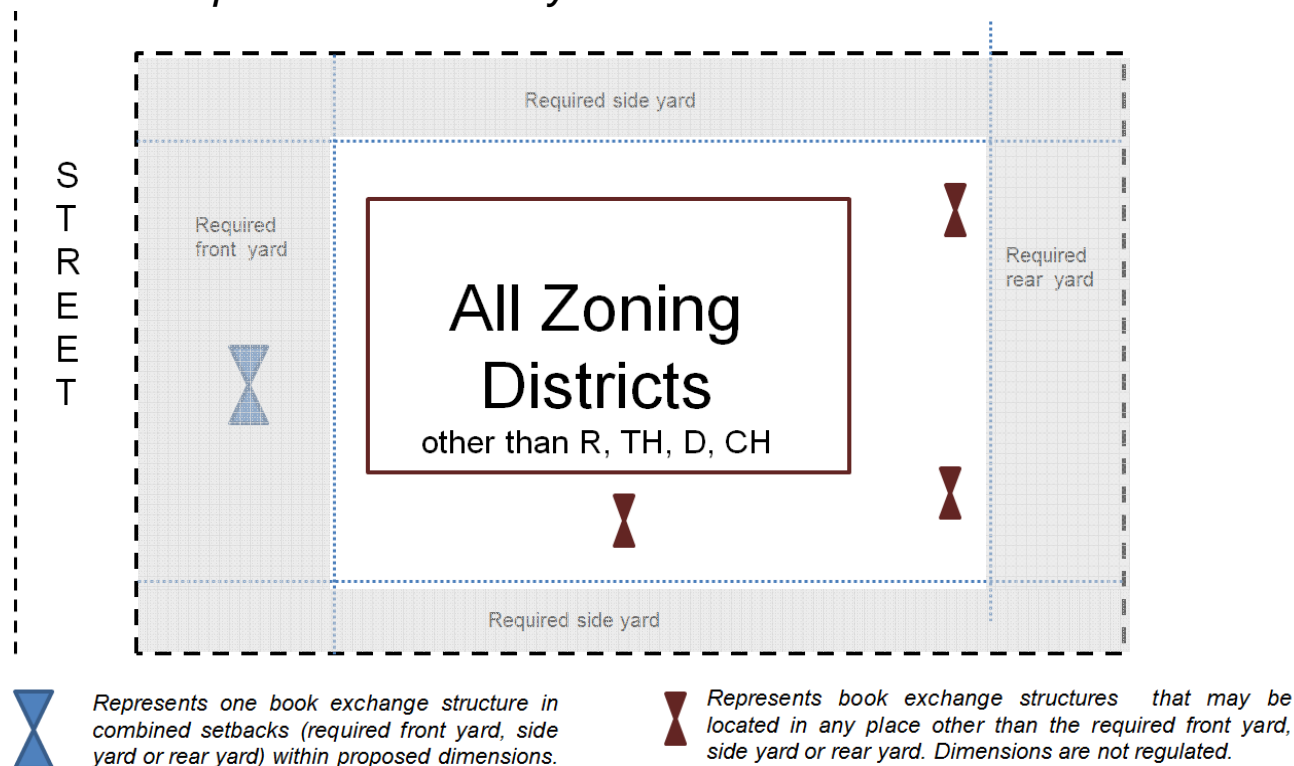 Required side yard
S
T
R
E
E
T
Required
front yard
Required
rear yard
All Zoning
Districts
other than R, TH, D, CH
Required side yard
Represents one book exchange structure in
combined setbacks (required front yard, side
yard or rear yard) within proposed dimensions.
Represents book exchange structures that may be
located in any place other than the required front yard,
side yard or rear yard. Dimensions are not regulated.